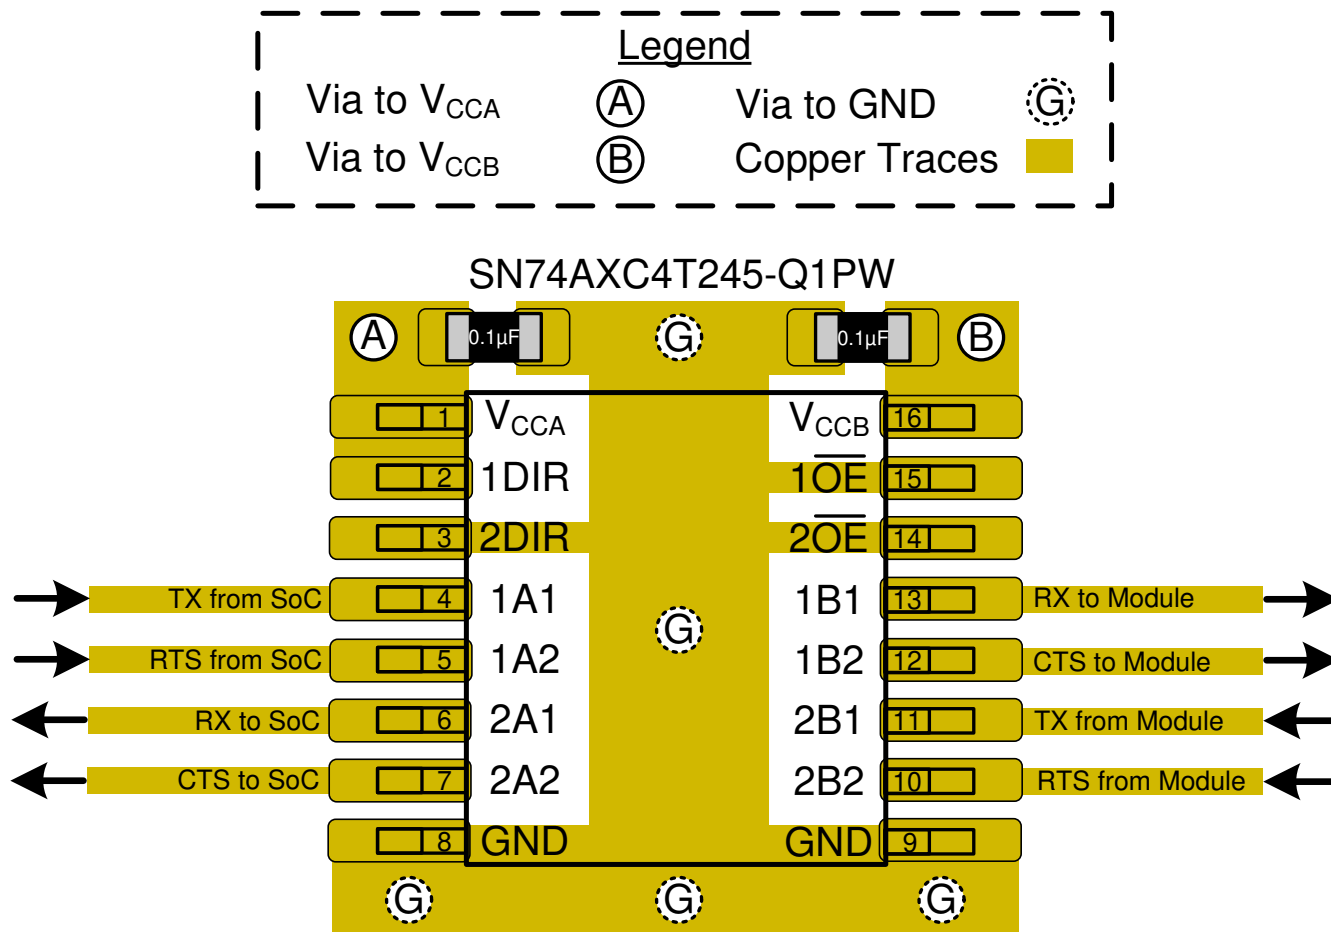 Legend
Via to VCCA A Via to GND G
Via to VCCB B Copper Traces
SN74AXC4T245-Q1PW
A 0.1µF G 0.1µF B
1 VCCA VCCB 16
2 1DIR 1O̅E̅ 15
3 2DIR 2O̅E̅ 14
TX from SoC 4 1A1 1B1 13 RX to Module
G
RTS from SoC 5 1A2 1B2 12 CTS to Module
RX to SoC 6 2A1 2B1 11 TX from Module
CTS to SoC 7 2A2 2B2 10 RTS from Module
8 GND GND 9
G G G